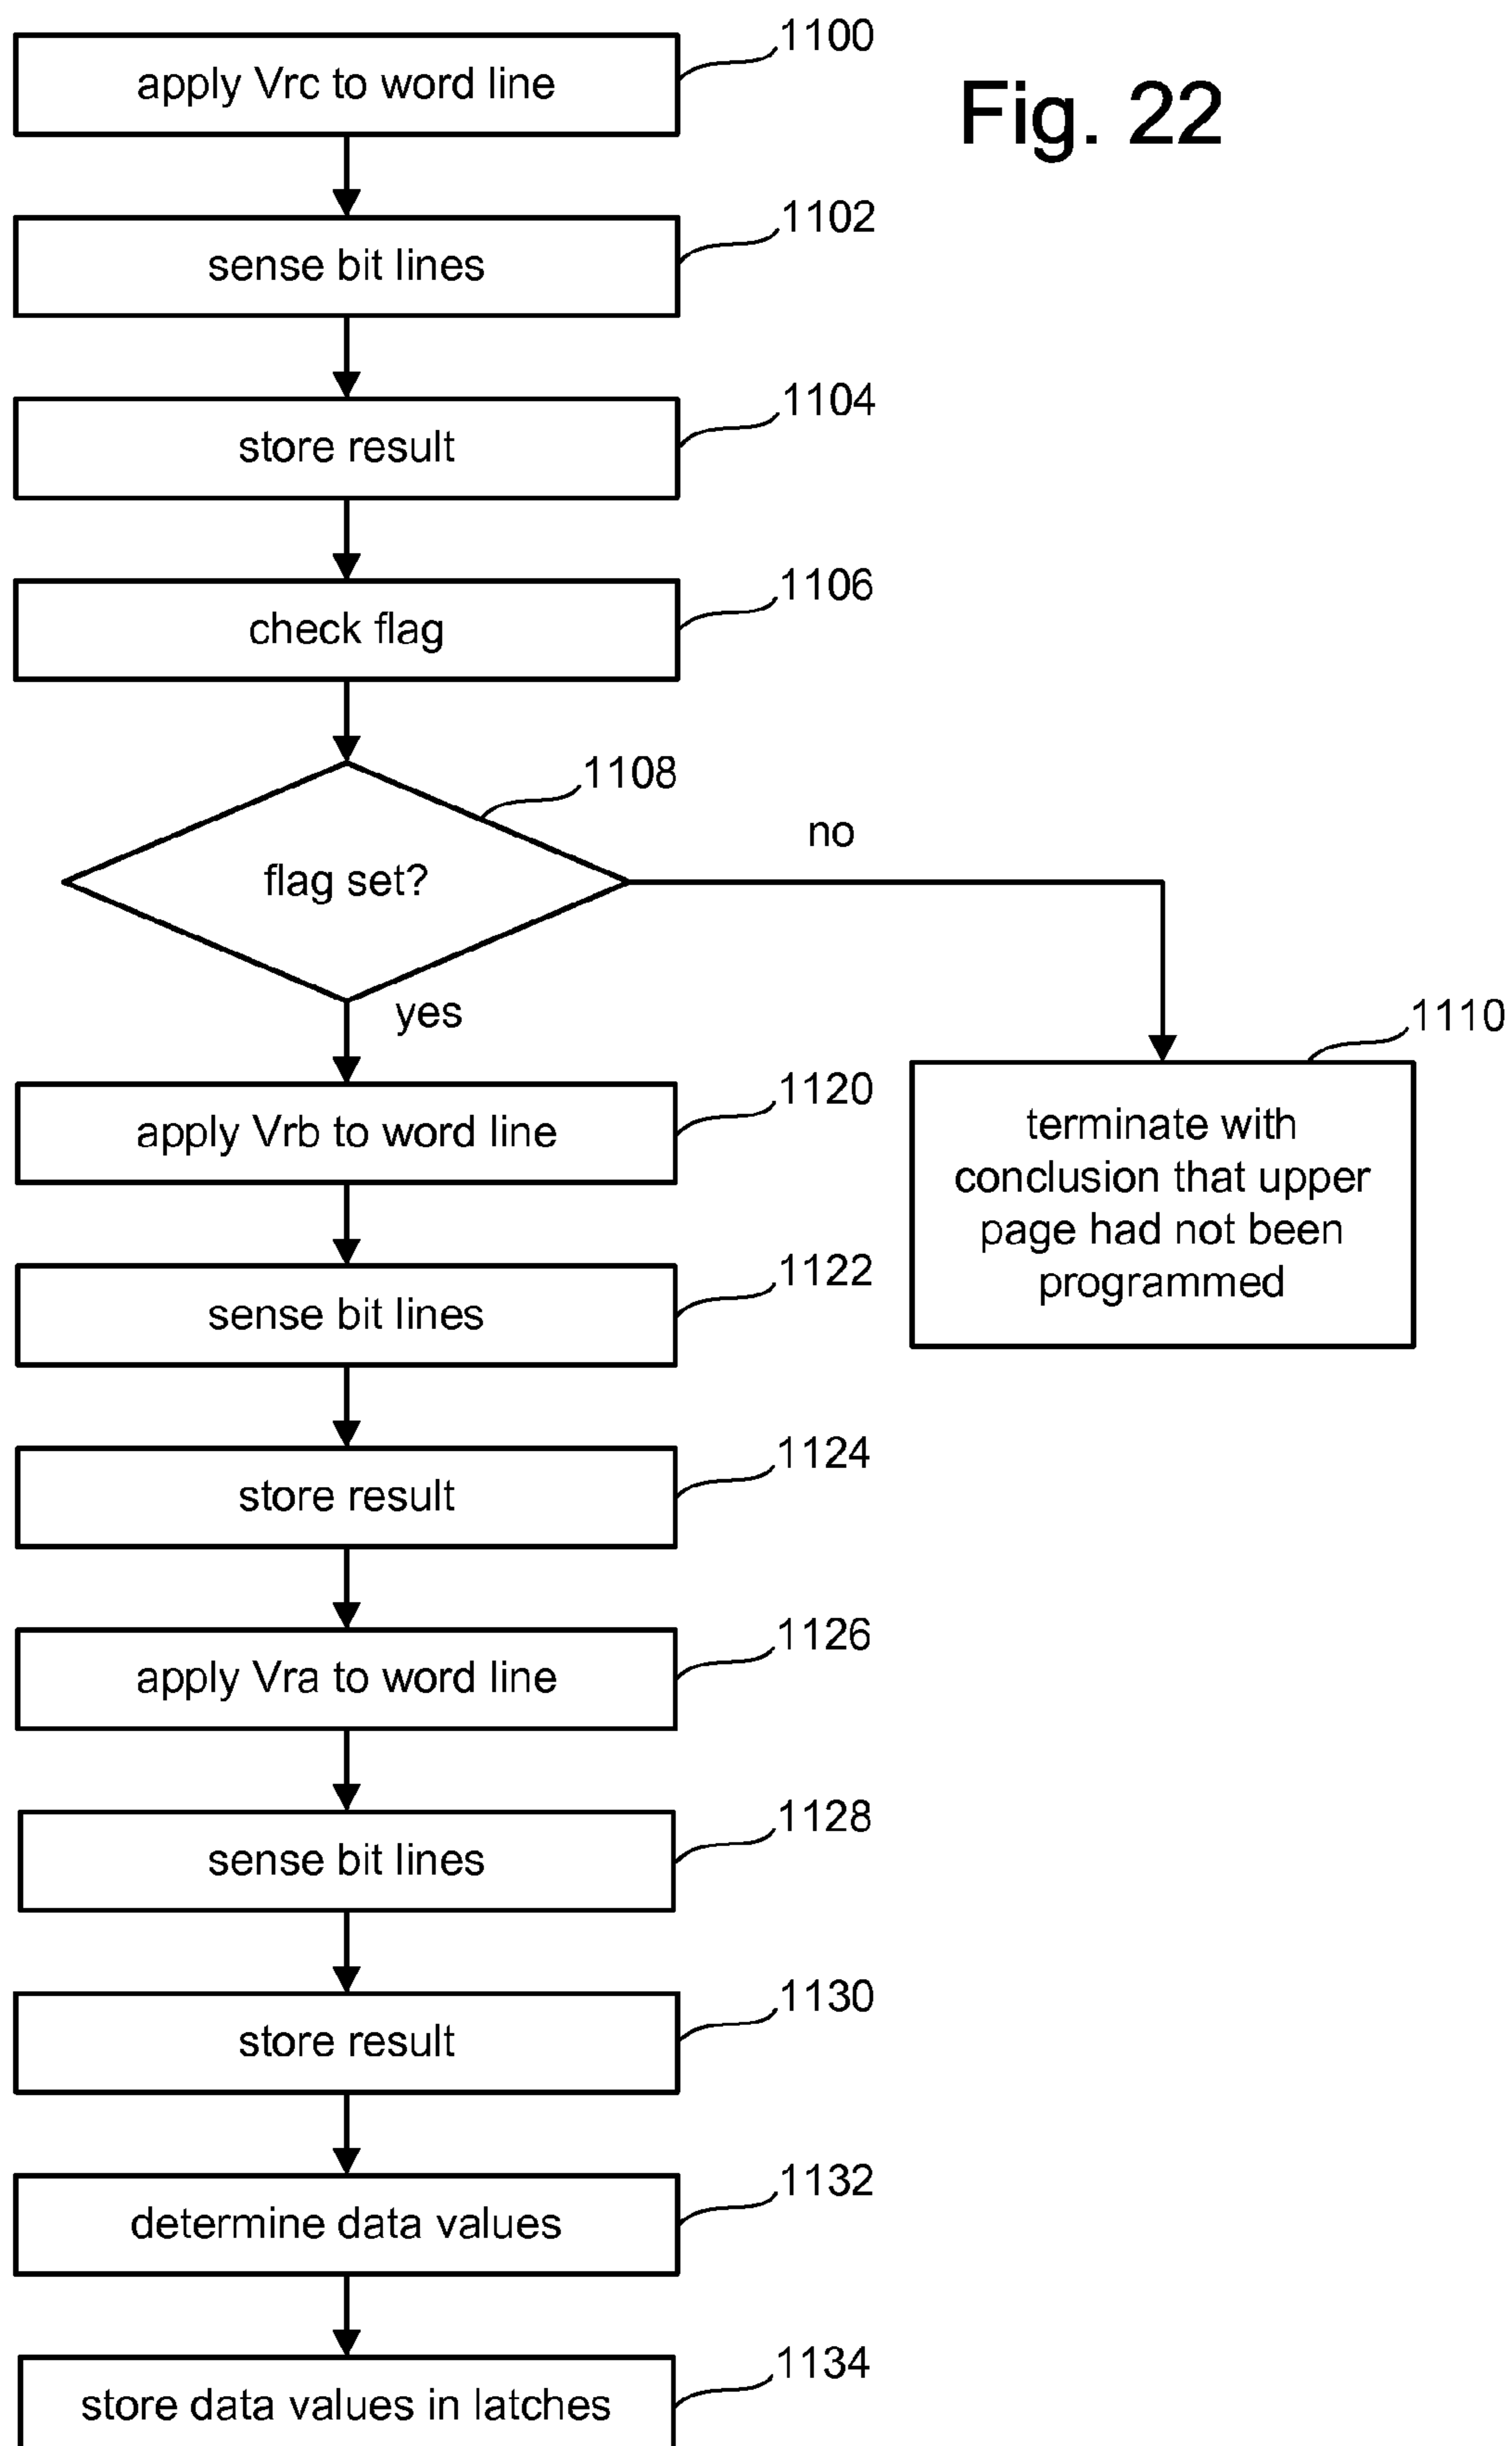 Fig. 22
1100
apply Vrc to word line
1102
sense bit lines
1104
store result
1106
check flag
1108
flag set?
no
yes
1110
terminate with
conclusion that upper
page had not been
programmed
1120
apply Vrb to word line
1122
sense bit lines
1124
store result
1126
apply Vra to word line
1128
sense bit lines
1130
store result
1132
determine data values
1134
store data values in latches